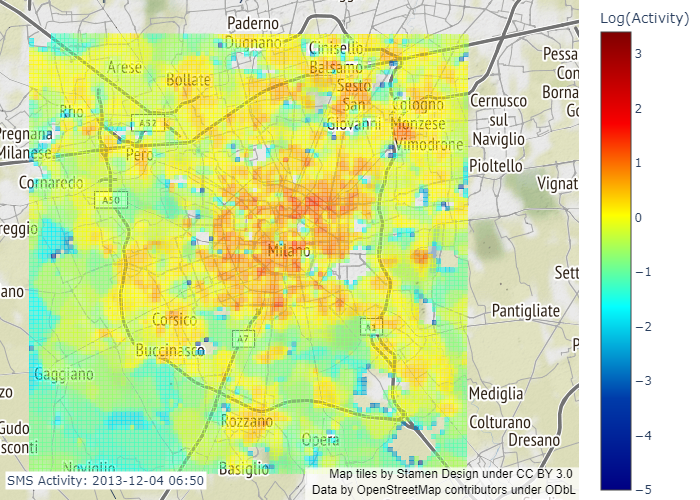 Log(Activity)
3
2
1
0
−1
−2
−3
−4
−5
Paderno
Dugnano
Cinisello
Balsamo
Arese
Bollate
Sesto
San
Giovanni
Cologno
Monzese
Vimodrone
Pessa
Con
Borna
Go
Cernusco
sul
Naviglio
Pioltello
Vignat
Rho
A52
Pregnana
Milanese
Pero
Cornaredo
A50
reggio
Milano
Sett
ano
Pantigliate
Corsico
A7
A1
Buccinasco
P
Gaggiano
zo
Mediglia
Rozzano
Colturano
Gudo
sconti
Opera
Dresano
Noviglio
Basiglio
SMS Activity: 2013-12-04 06:50
Map tiles by Stamen Design under CC BY 3.0
Data by OpenStreetMap contributors under ODbL